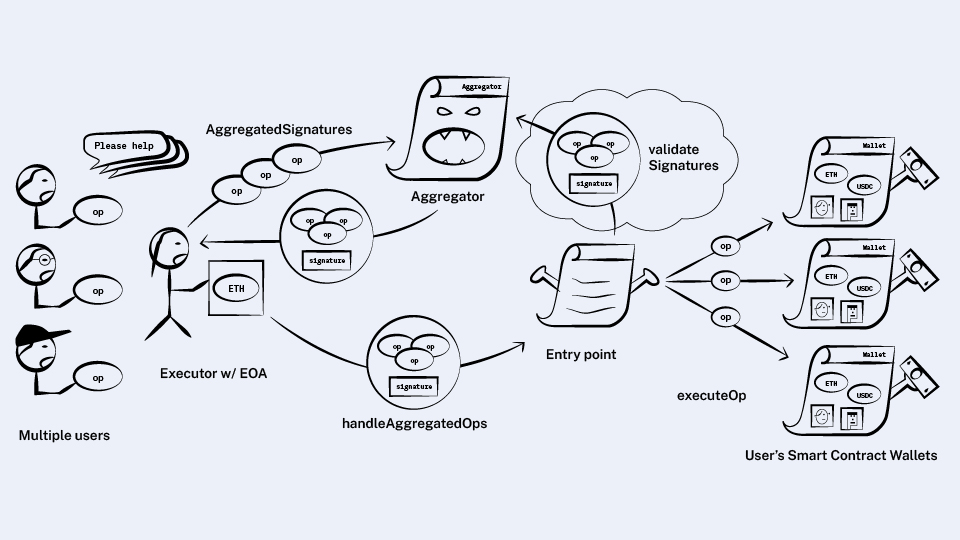 Please help
op
op
op
Multiple users
AggregatedSignatures
op
op
op
ETH
Executor w/ EOA
op
op
op
signature
Aggregator
Aggregator
op
op
op
signature
validate
Signatures
op
op
op
signature
handleAggregatedOps
Entry point
op
op
op
executeOp
Wallet
ETH
USDC
Wallet
ETH
USDC
Wallet
ETH
USDC
User’s Smart Contract Wallets